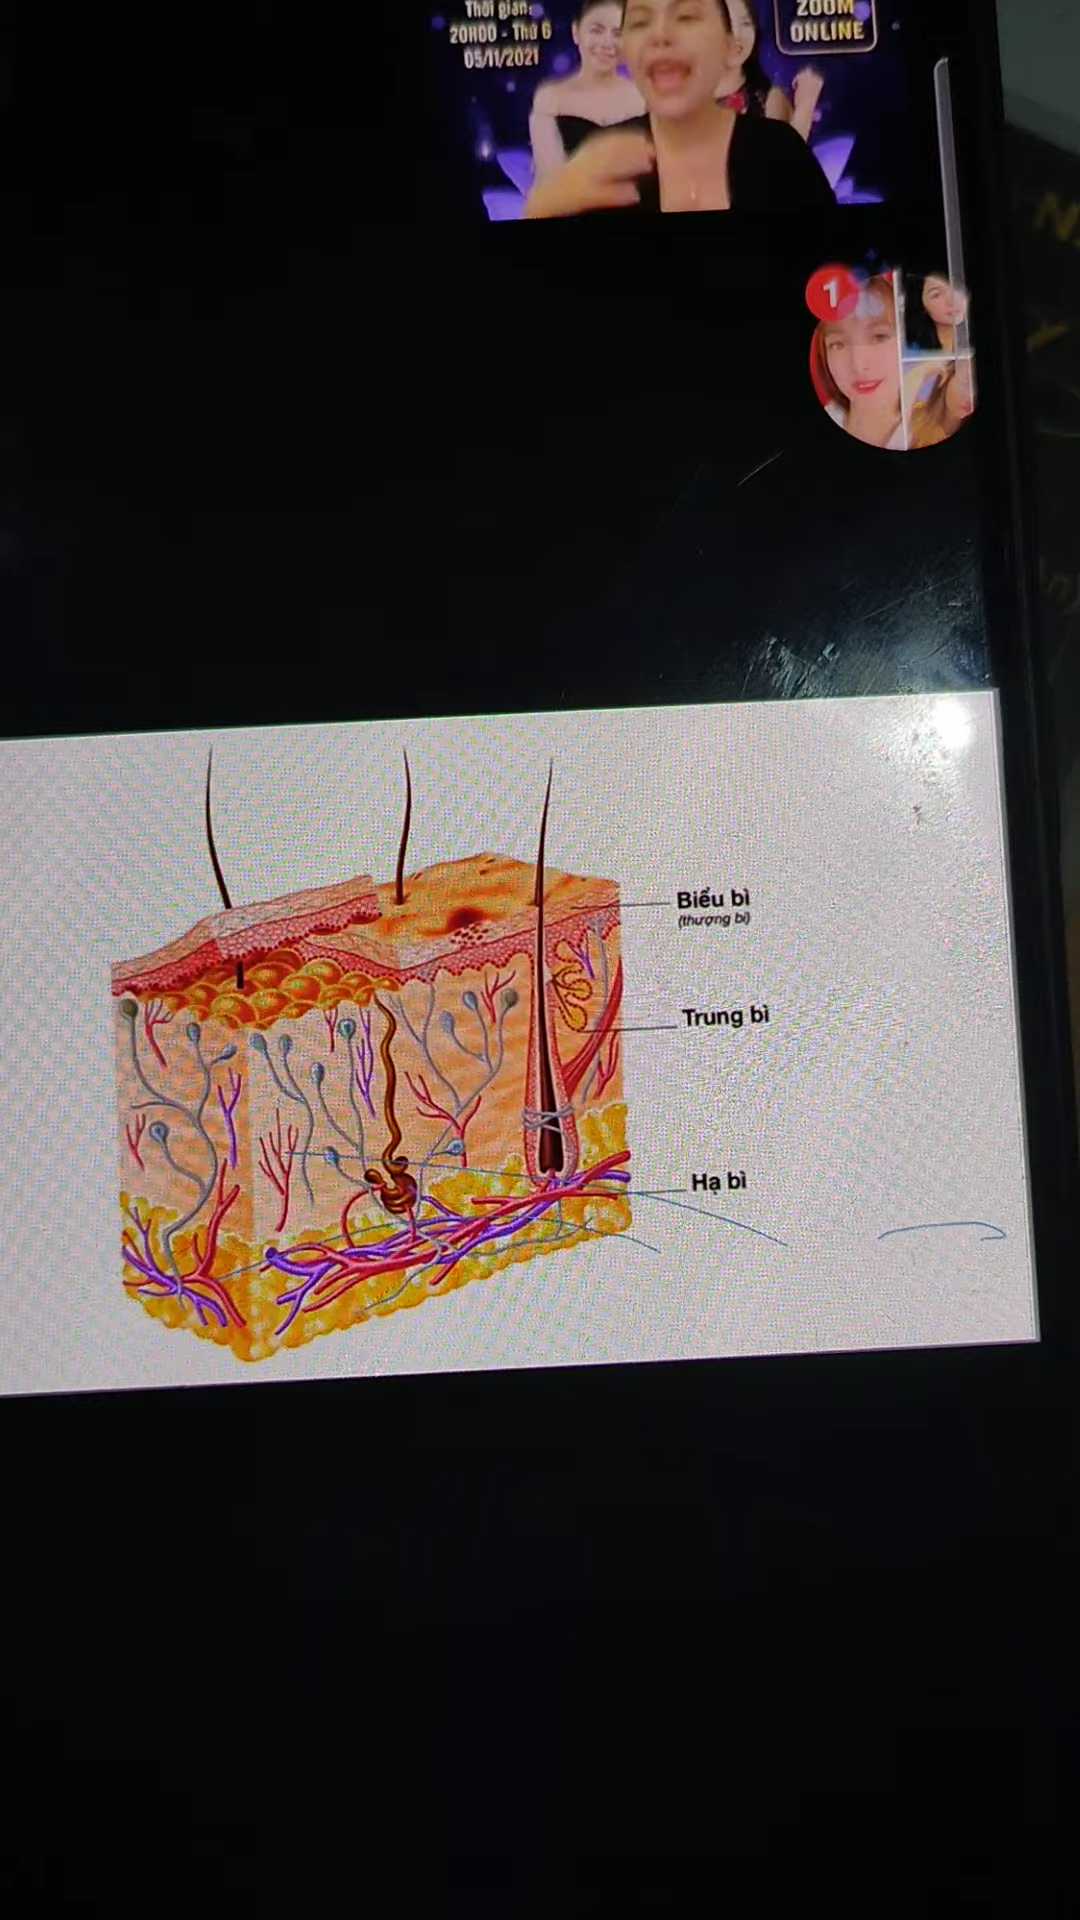 Thời gian:
20H00 - Thứ 6
05/11/2021
ZOOM
ONLINE
1
Biểu bì
(thượng bì)
Trung bì
Hạ bì